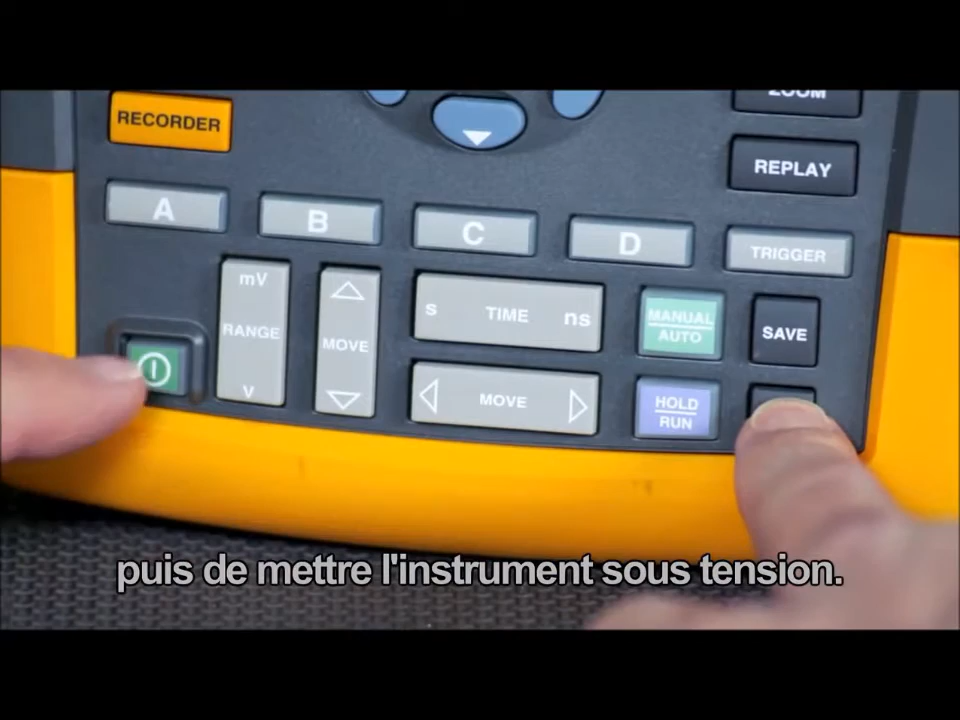 ZOOM
RECORDER
REPLAY
A
B
C
D
TRIGGER
mV
RANGE
V
MOVE
s TIME ns
MANUAL
AUTO
SAVE
MOVE
HOLD
RUN
puis de mettre l'instrument sous tension.